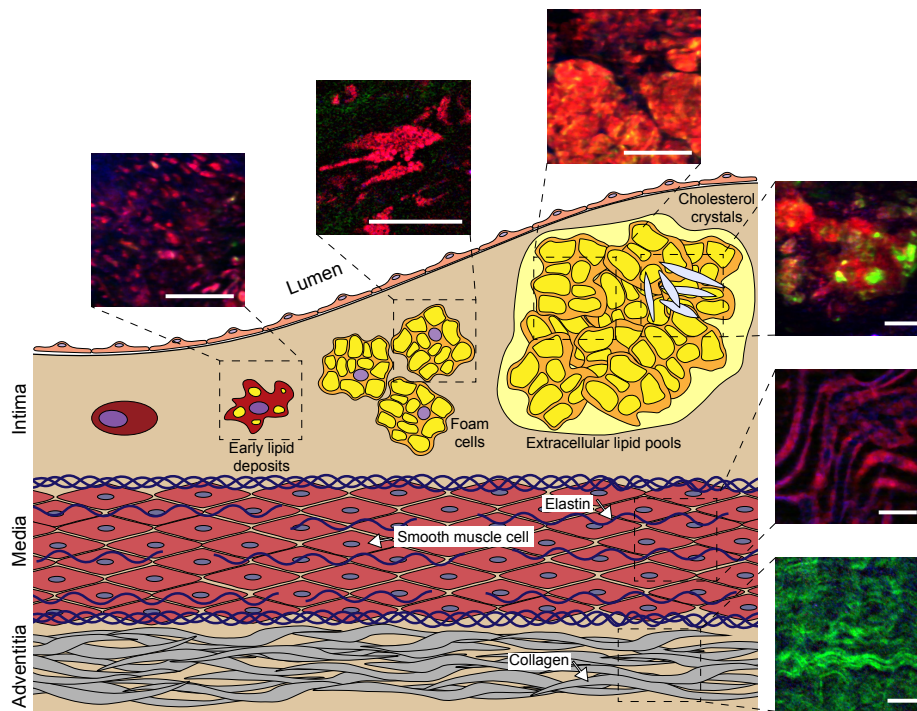 Cholesterol
crystals
Lumen
Intima
Early lipid
deposits
Foam
cells
Extracellular lipid pools
Media
Elastin
Smooth muscle cell
Adventitia
Collagen